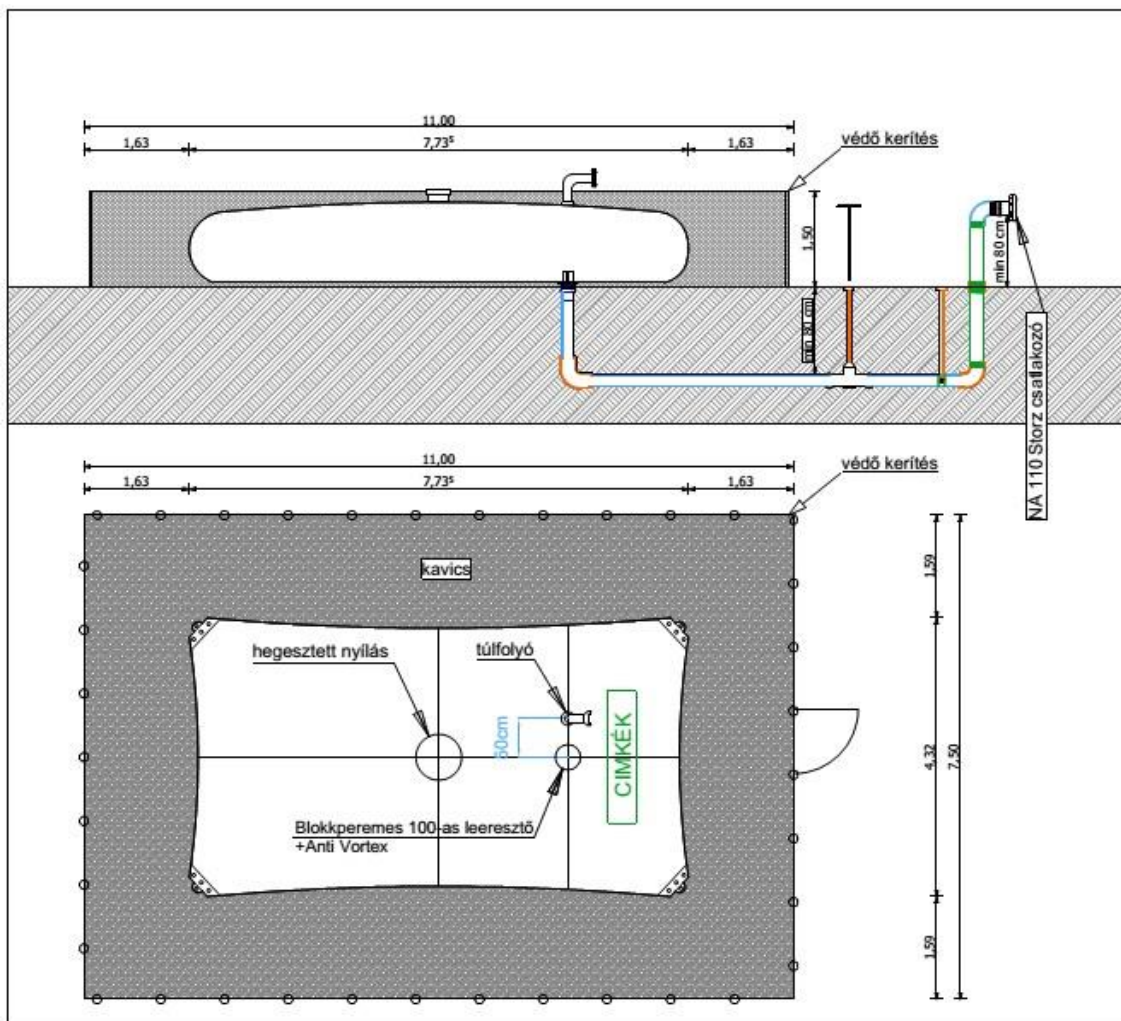 11,00
1,63
7,73⁵
1,63
védő kerítés
1,50
min 80 cm
min 80 cm
NA 110 Storz csatlakozó
11,00
1,63
7,73⁵
1,63
védő kerítés
kavics
hegesztett nyílás
túlfolyó
60cm
CIMKÉK
Blokkperemes 100-as leeresztő
+Anti Vortex
1,59
4,32
7,50
1,59